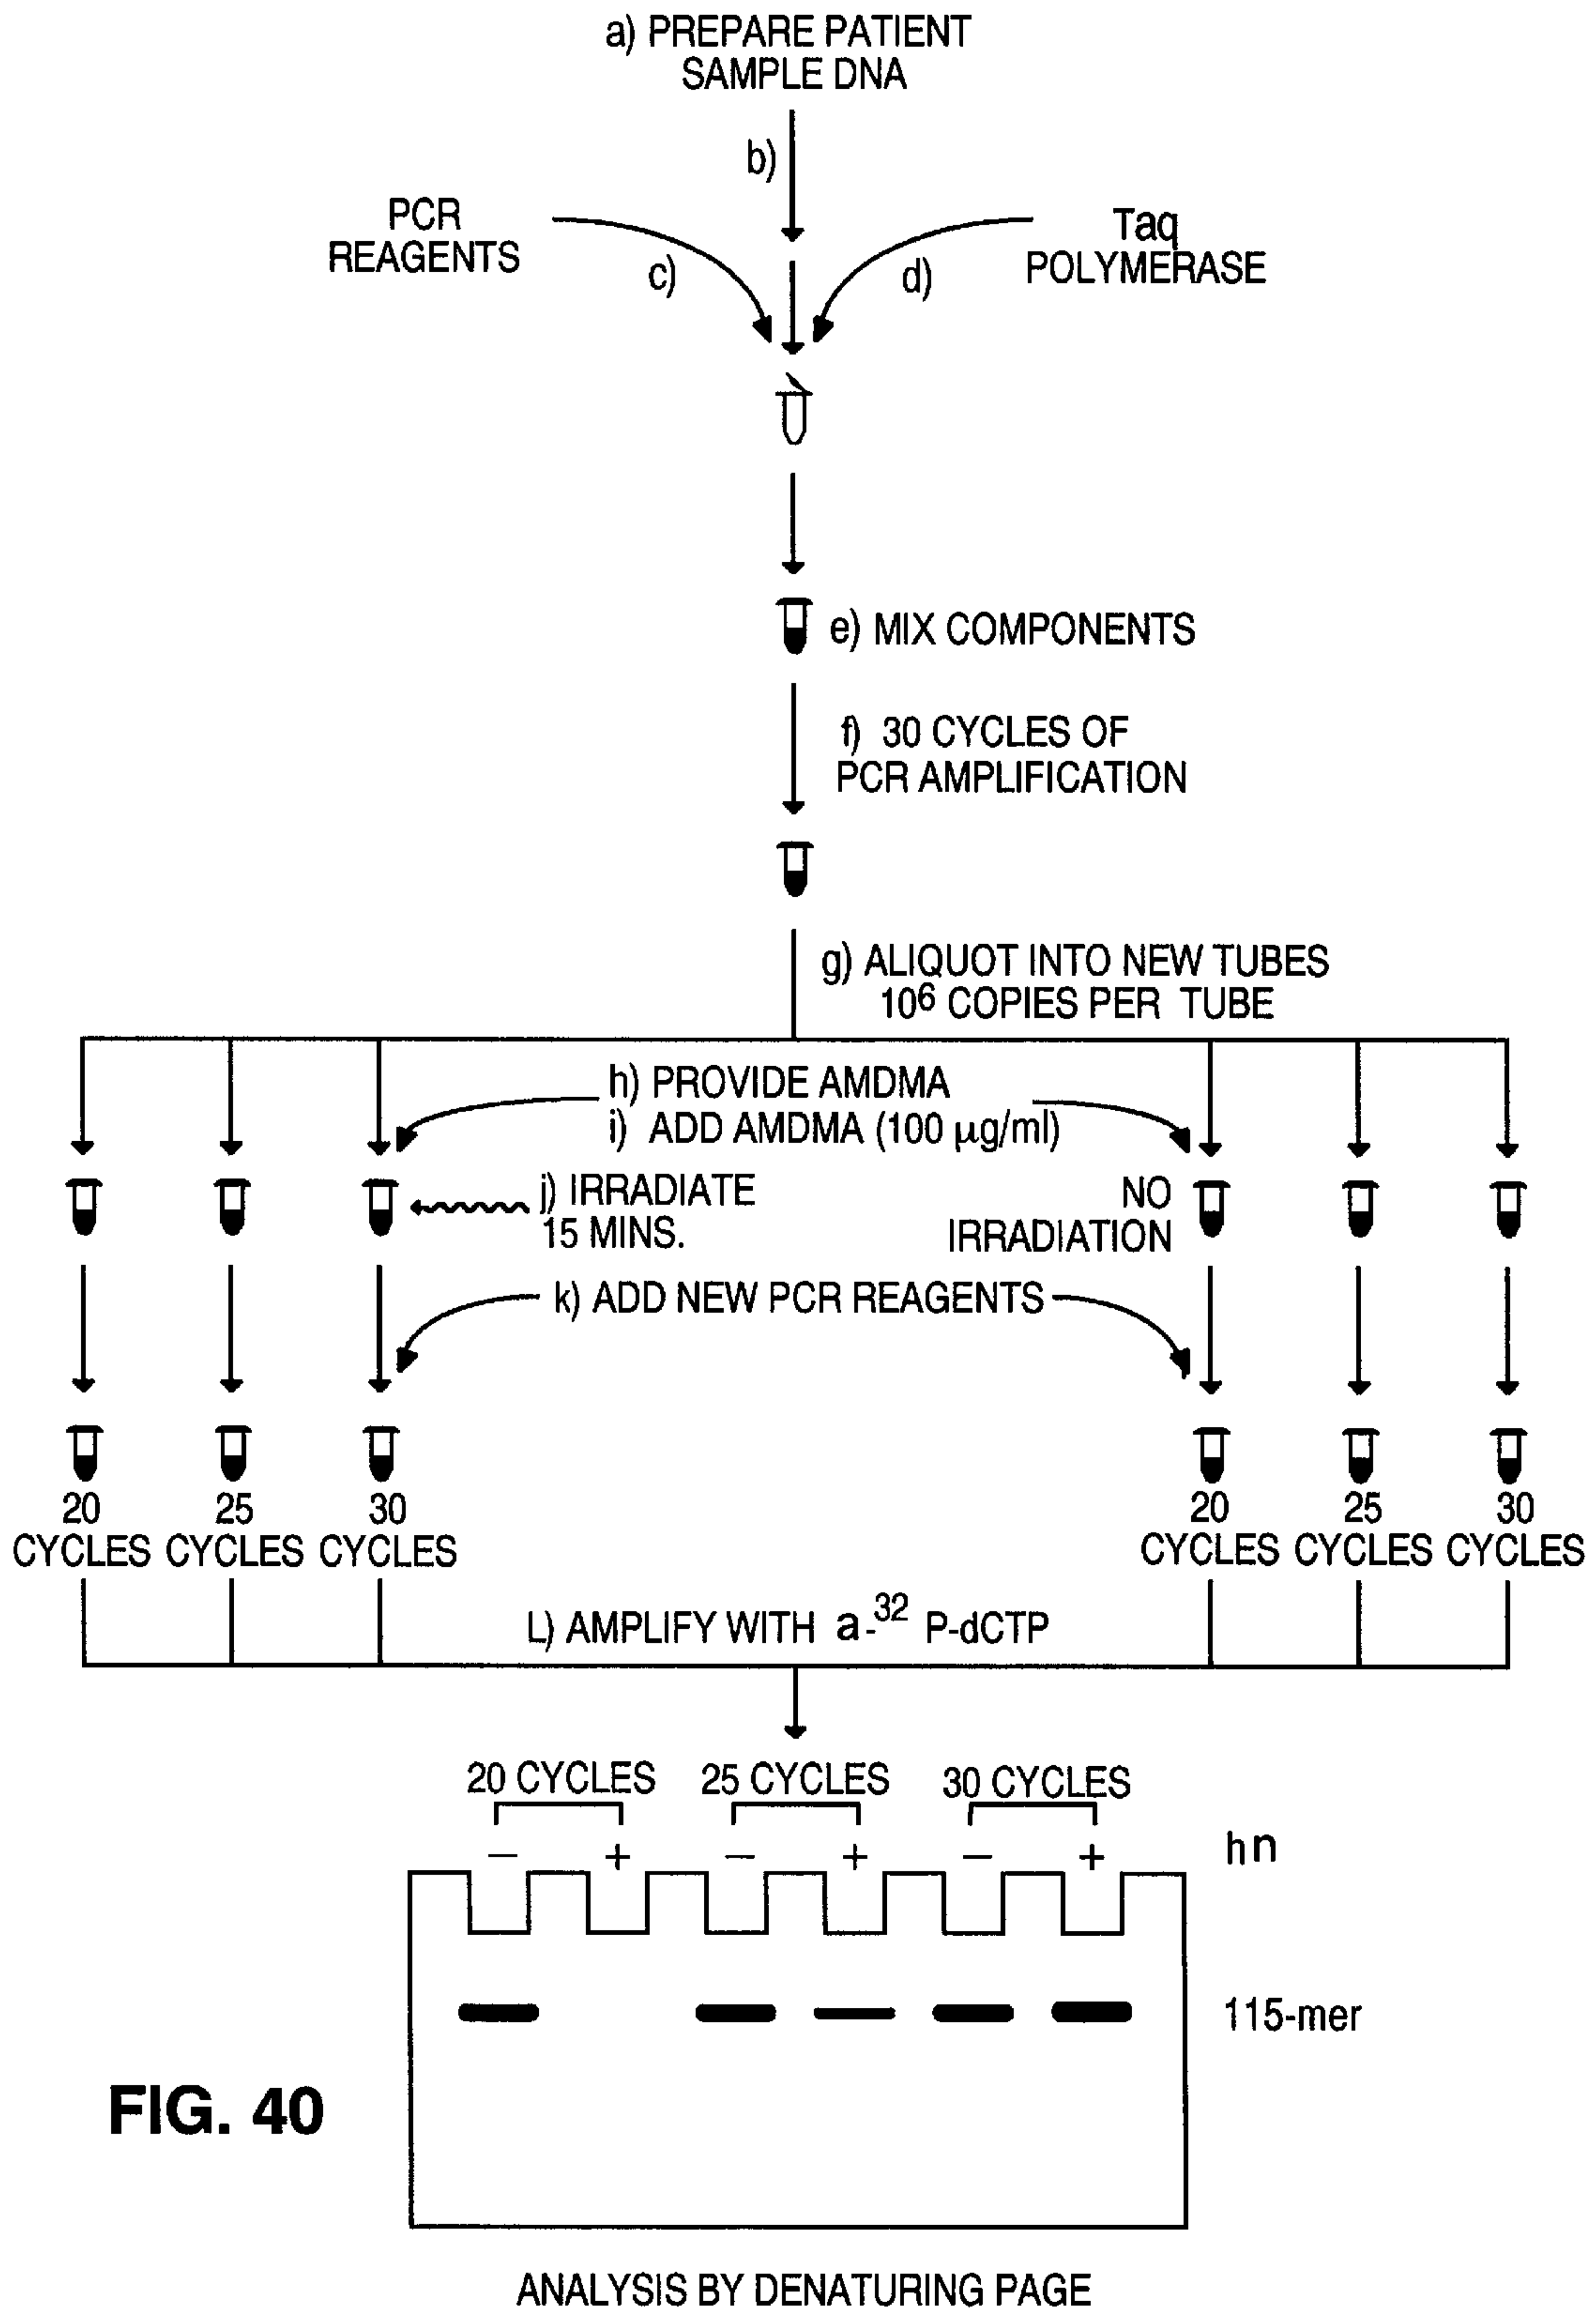 a) PREPARE PATIENT
SAMPLE DNA
b)
PCR
REAGENTS
c)
d)
Taq
POLYMERASE
e) MIX COMPONENTS
f) 30 CYCLES OF
PCR AMPLIFICATION
g) ALIQUOT INTO NEW TUBES
10⁶ COPIES PER TUBE
h) PROVIDE AMDMA
i) ADD AMDMA (100 µg/ml)
j) IRRADIATE
15 MINS.
NO
IRRADIATION
k) ADD NEW PCR REAGENTS
20 25 30 20 25 30
CYCLES CYCLES CYCLES CYCLES CYCLES CYCLES
L) AMPLIFY WITH a-³² P-dCTP
20 CYCLES 25 CYCLES 30 CYCLES
− + − + − + hn
115-mer
FIG. 40
ANALYSIS BY DENATURING PAGE